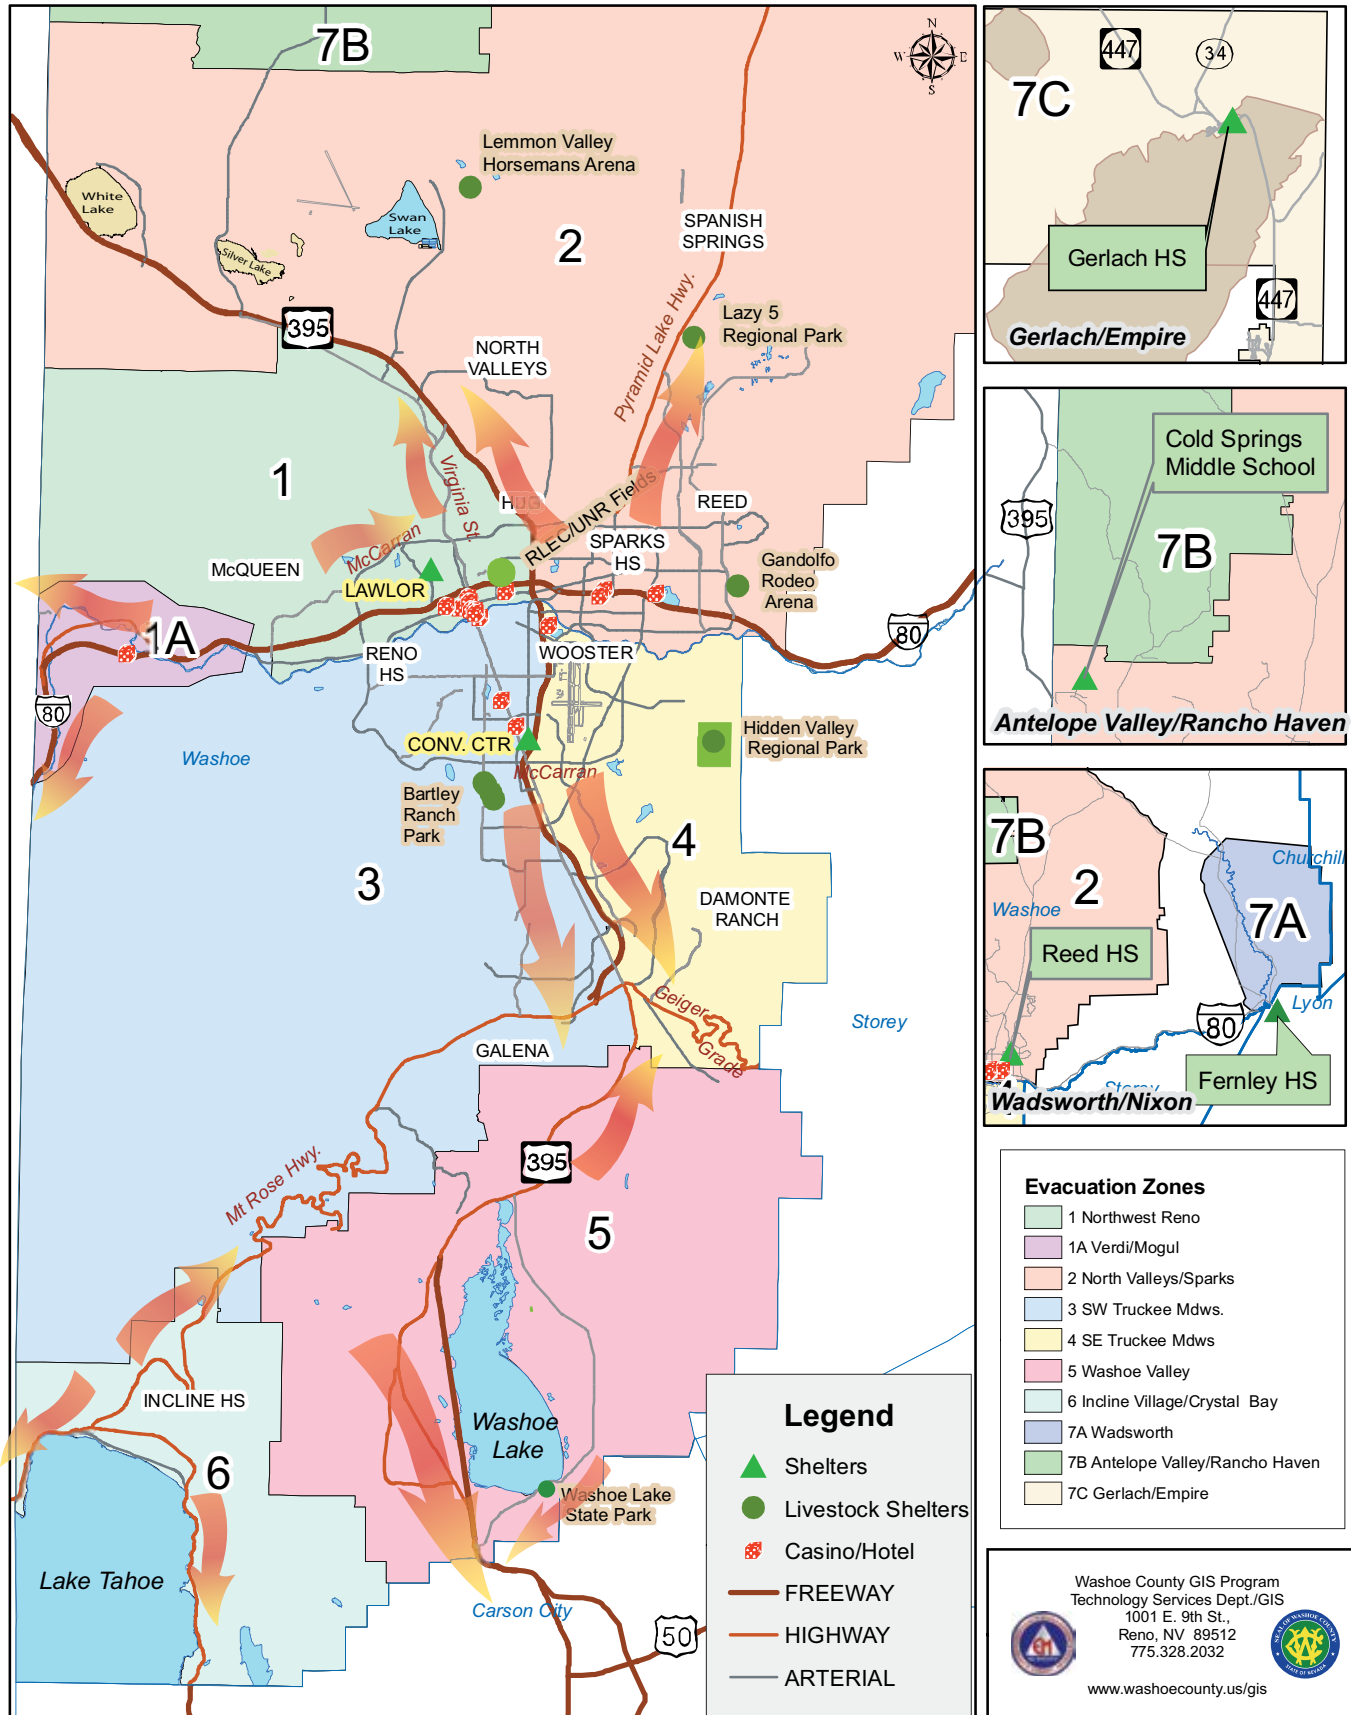 7B
N
W E
S
Lemmon Valley
Horsemans Arena
White
Lake
Swan
Lake
Silver Lake
2
SPANISH
SPRINGS
395
Lazy 5
Regional Park
Pyramid Lake Hwy.
NORTH
VALLEYS
1
Virginia St.
HUG
RLEC/UNR Fields
REED
McCarran
SPARKS
HS
McQUEEN
LAWLOR
Gandolfo
Rodeo
Arena
1A
80
RENO
HS
WOOSTER
80
Washoe
CONV. CTR
Hidden Valley
Regional Park
McCarran
Bartley
Ranch
Park
4
3
DAMONTE
RANCH
Geiger
Grade
Storey
GALENA
395
Mt Rose Hwy.
5
INCLINE HS
Washoe
Lake
6
Washoe Lake
State Park
Lake Tahoe
Carson City
50
Legend
Shelters
Livestock Shelters
Casino/Hotel
FREEWAY
HIGHWAY
ARTERIAL
447
34
7C
Gerlach HS
447
Gerlach/Empire
Cold Springs
Middle School
395
7B
Antelope Valley/Rancho Haven
7B
2
Churchill
Washoe
7A
Reed HS
Lyon
80
Storey
Fernley HS
Wadsworth/Nixon
Evacuation Zones
1 Northwest Reno
1A Verdi/Mogul
2 North Valleys/Sparks
3 SW Truckee Mdws.
4 SE Truckee Mdws
5 Washoe Valley
6 Incline Village/Crystal Bay
7A Wadsworth
7B Antelope Valley/Rancho Haven
7C Gerlach/Empire
Washoe County GIS Program
Technology Services Dept./GIS
1001 E. 9th St.,
Reno, NV 89512
775.328.2032
www.washoecounty.us/gis
EM
SEAL OF WASHOE COUNTY
STATE OF NEVADA